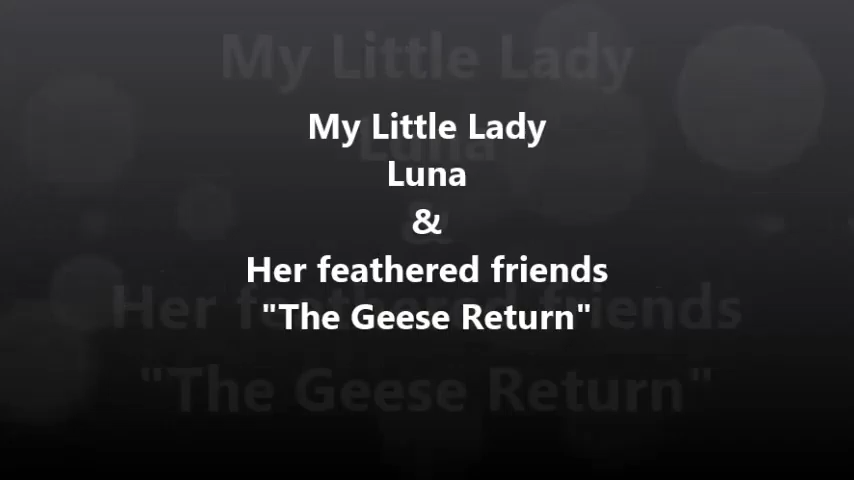 My Little Lady
Luna
&
Her feathered friends
"The Geese Return"